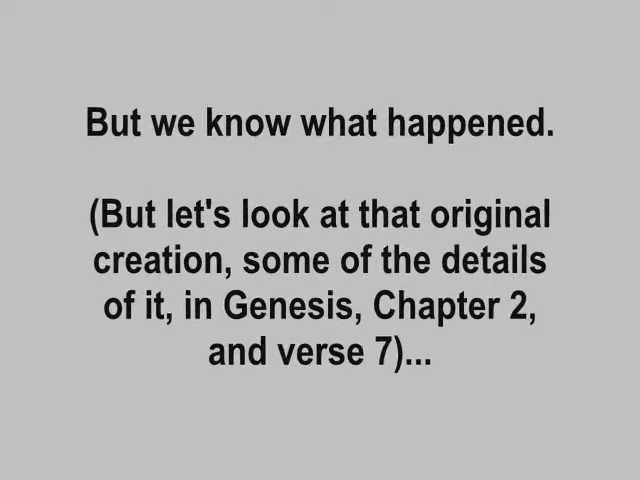 But we know what happened.
(But let's look at that original
creation, some of the details
of it, in Genesis, Chapter 2,
and verse 7)...